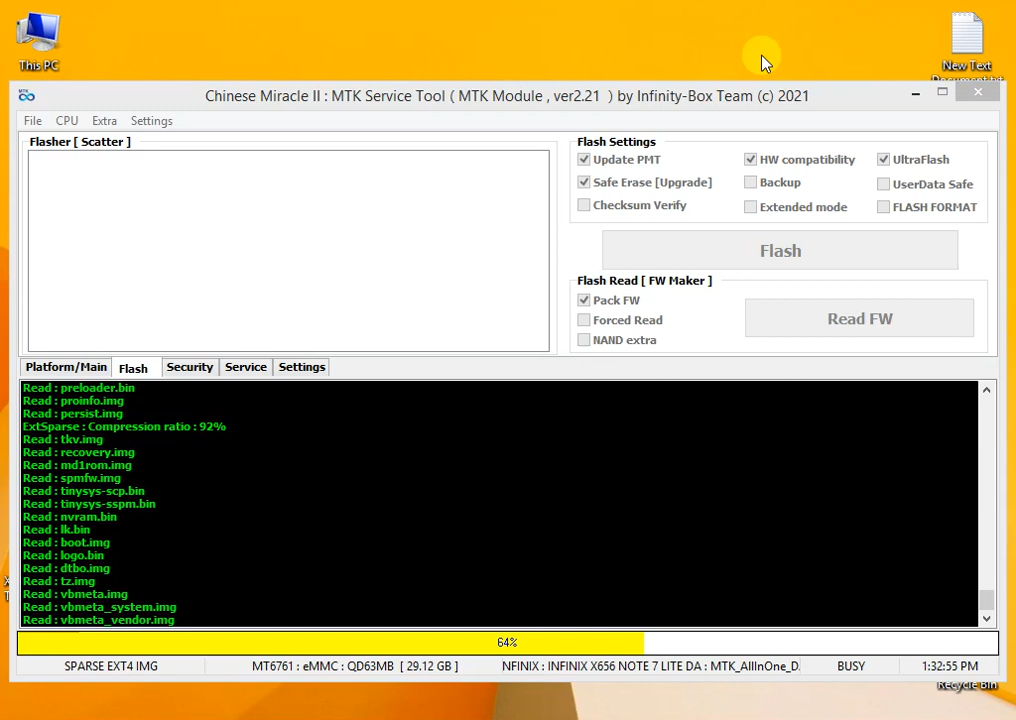 This PC
New Text
Document.txt
MTK
Chinese Miracle II : MTK Service Tool ( MTK Module , ver2.21 ) by Infinity-Box Team (c) 2021
File CPU Extra Settings
Flasher [ Scatter ]
Flash Settings
Update PMT HW compatibility UltraFlash
Safe Erase [Upgrade] Backup UserData Safe
Checksum Verify Extended mode FLASH FORMAT
Flash
Flash Read [ FW Maker ]
Pack FW
Forced Read
NAND extra
Read FW
Platform/Main Flash Security Service Settings
Read : preloader.bin
Read : proinfo.img
Read : persist.img
ExtSparse : Compression ratio : 92%
Read : tkv.img
Read : recovery.img
Read : md1rom.img
Read : spmfw.img
Read : tinysys-scp.bin
Read : tinysys-sspm.bin
Read : nvram.bin
Read : lk.bin
Read : boot.img
Read : logo.bin
Read : dtbo.img
Read : tz.img
Read : vbmeta.img
Read : vbmeta_system.img
Read : vbmeta_vendor.img
64%
SPARSE EXT4 IMG MT6761 : eMMC : QD63MB [ 29.12 GB ] NFINIX : INFINIX X656 NOTE 7 LITE DA : MTK_AllInOne_D. BUSY 1:32:55 PM
Recycle Bin